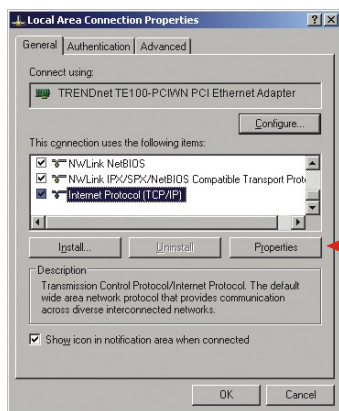 Local Area Connection Properties
General Authentication Advanced
Connect using:
TRENDnet TE100-PCIWN PCI Ethernet Adapter
Configure...
This connection uses the following items:
NWLink NetBIOS
NWLink IPX/SPX/NetBIOS Compatible Transport Prot
Internet Protocol (TCP/IP)
Install... Uninstall Properties
Description
Transmission Control Protocol/Internet Protocol. The default
wide area network protocol that provides communication
across diverse interconnected networks.
Show icon in notification area when connected
OK Cancel